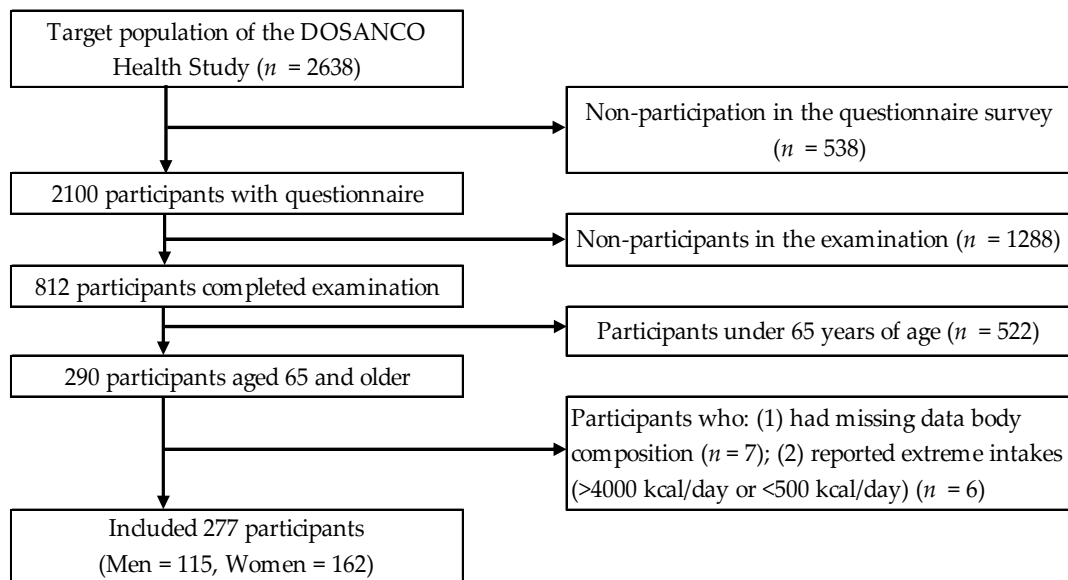 Target population of the DOSANCO
Health Study (n = 2638)
Non-participation in the questionnaire survey
(n = 538)
2100 participants with questionnaire
Non-participants in the examination (n = 1288)
812 participants completed examination
Participants under 65 years of age (n = 522)
290 participants aged 65 and older
Participants who: (1) had missing data body
composition (n = 7); (2) reported extreme intakes
(>4000 kcal/day or <500 kcal/day) (n = 6)
Included 277 participants
(Men = 115, Women = 162)